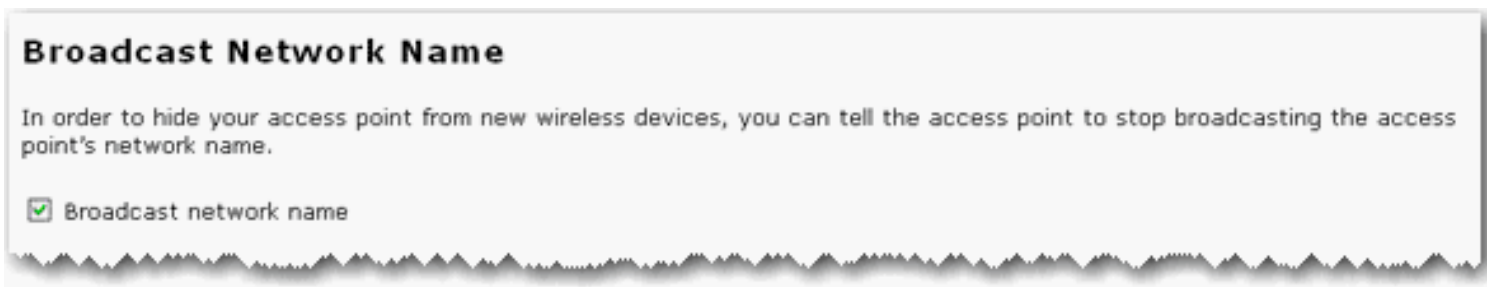 Broadcast Network Name
In order to hide your access point from new wireless devices, you can tell the access point to stop broadcasting the access
point's network name.
Broadcast network name